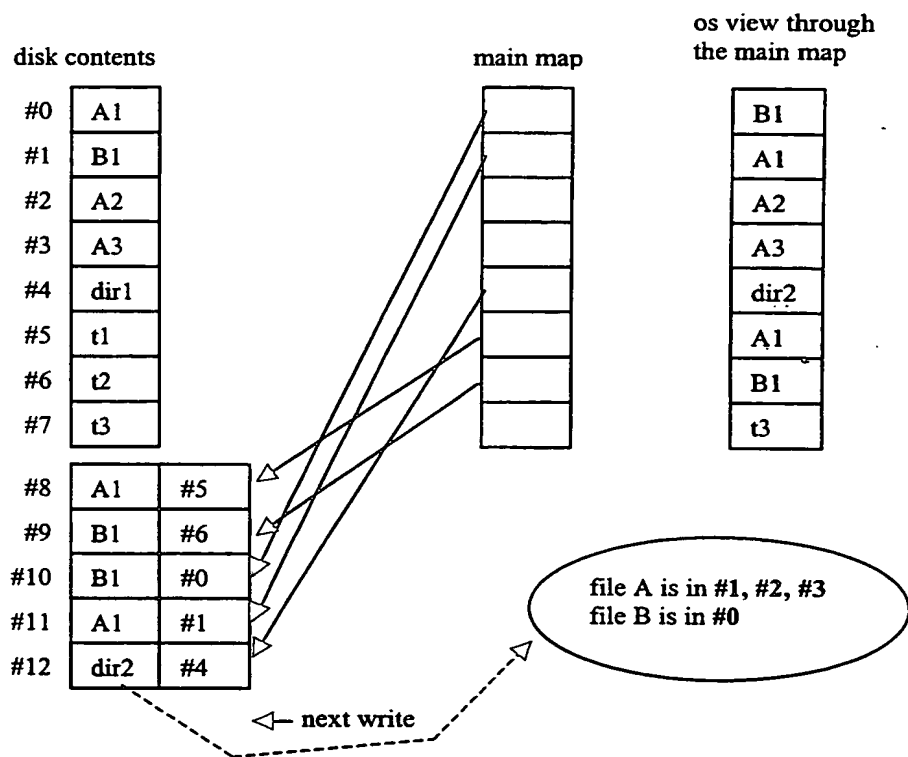 disk contents
main map
os view through
the main map
#0 A1
#1 B1
#2 A2
#3 A3
#4 dir1
#5 t1
#6 t2
#7 t3
B1
A1
A2
A3
dir2
A1
B1
t3
#8 A1 #5
#9 B1 #6
#10 B1 #0
#11 A1 #1
#12 dir2 #4
next write
file A is in #1, #2, #3
file B is in #0